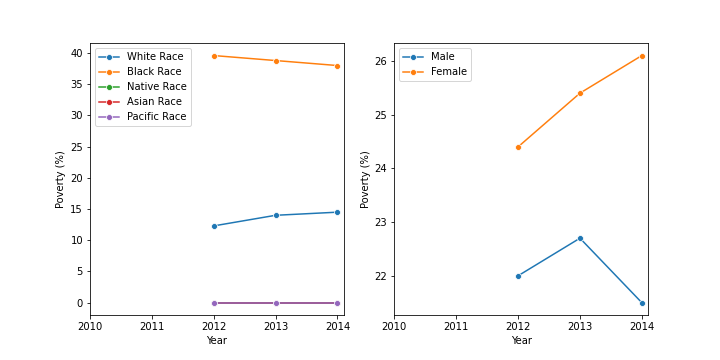 40
35
30
25
20
15
10
5
0
Poverty (%)
White Race
Black Race
Native Race
Asian Race
Pacific Race
2010 2011 2012 2013 2014
Year
26
25
24
23
22
Poverty (%)
Male
Female
2010 2011 2012 2013 2014
Year